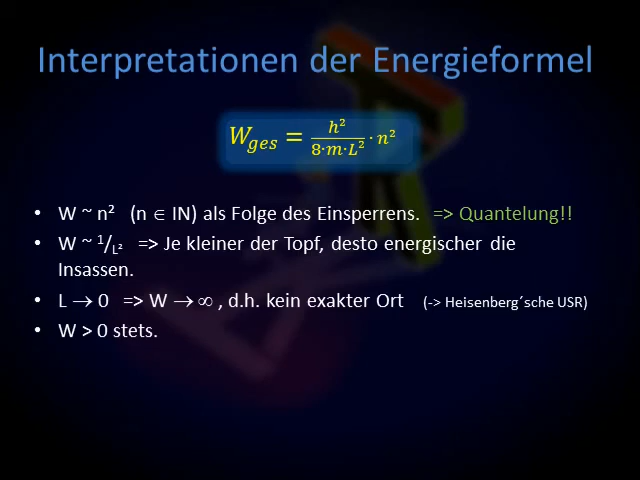 Interpretationen der Energieformel
W_ges = h²/(8·m·L²) · n²
• W ~ n² (n ∈ IN) als Folge des Einsperrens. => Quantelung!!
• W ~ ¹/L² => Je kleiner der Topf, desto energischer die
Insassen.
• L → 0 => W → ∞ , d.h. kein exakter Ort (-> Heisenberg´sche USR)
• W > 0 stets.